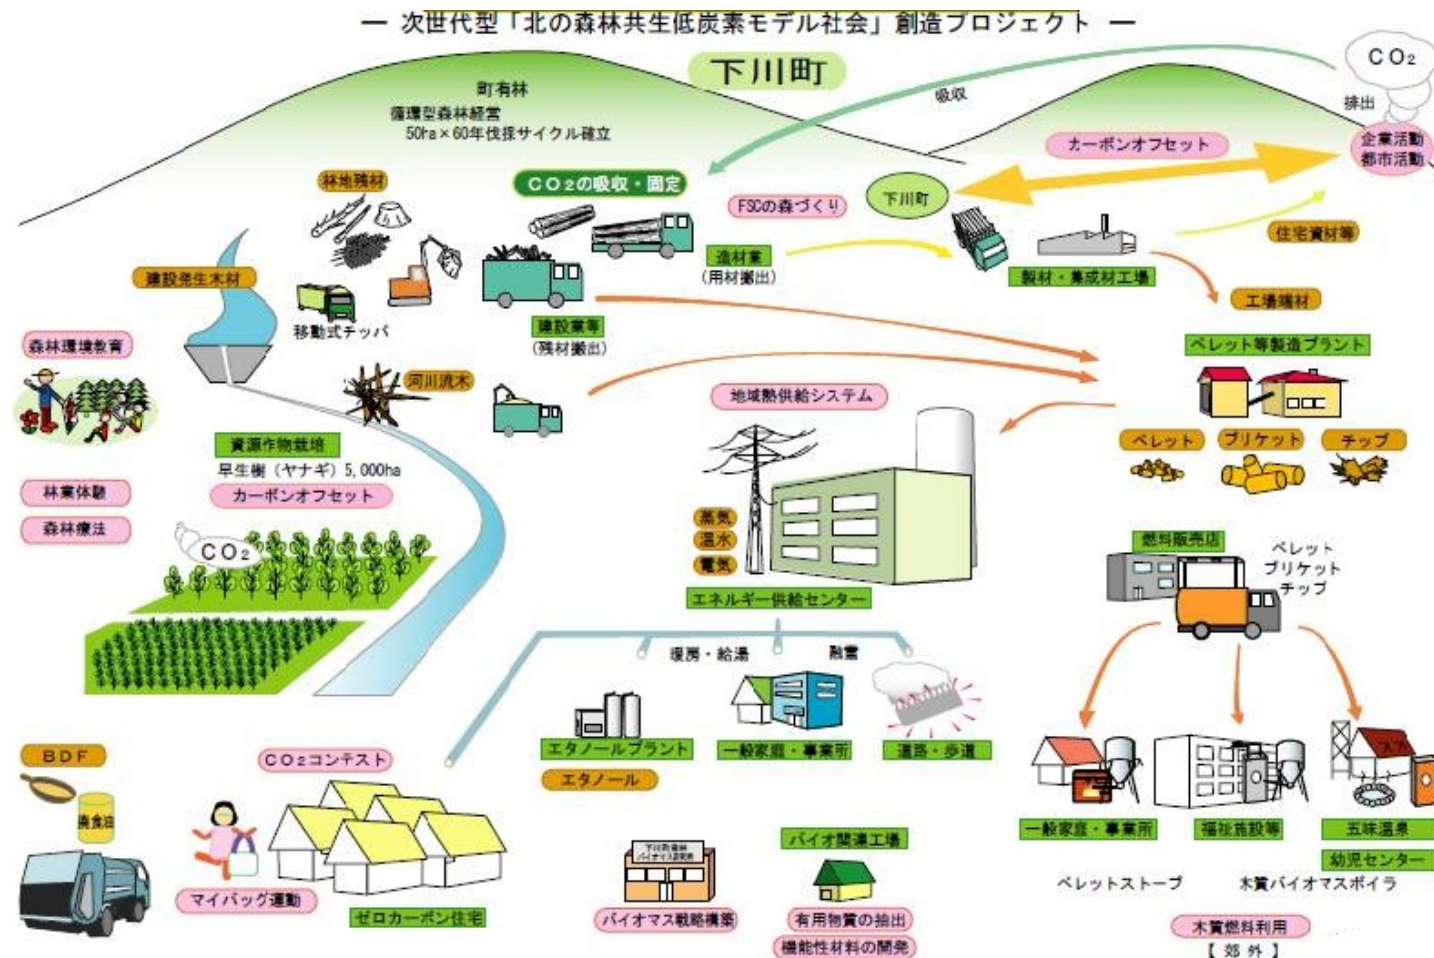 ― 次世代型「北の森林共生低炭素モデル社会」創造プロジェクト ―
下川町
CO2
排出
企業活動
都市活動
吸収
町有林
循環型森林経営
50ha×60年伐採サイクル確立
カーボンオフセット
林地残材
CO2の吸収・固定
FSCの森づくり
下川町
住宅資材等
造材業
(用材搬出)
製材・集成材工場
工場端材
建設発生木材
移動式チッパ
建設業等
(残材搬出)
森林環境教育
ペレット等製造プラント
河川流木
地域熱供給システム
資源作物栽培
早生樹（ヤナギ）5,000ha
カーボンオフセット
ペレット
ブリケット
チップ
林業体験
森林療法
CO2
蒸気
温水
電気
エネルギー供給センター
燃料販売店
ペレット
ブリケット
チップ
暖房・給湯
融雪
エタノールプラント
エタノール
一般家庭・事業所
道路・歩道
BDF
廃食油
CO2コンテスト
マイバッグ運動
ゼロカーボン住宅
バイオマス戦略構築
バイオ関連工場
有用物質の抽出
機能性材料の開発
一般家庭・事業所
福祉施設等
五味温泉
幼児センター
ペレットストーブ
木質バイオマスボイラ
木質燃料利用
【郊外】